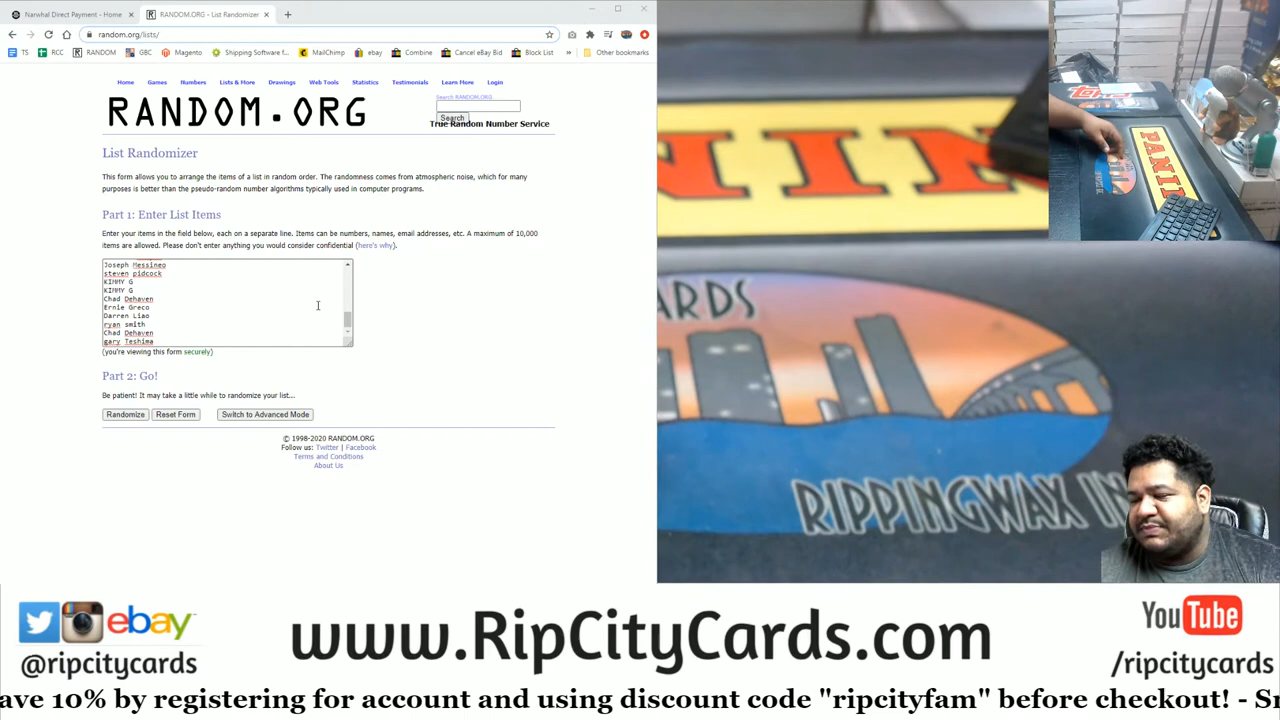 Narwhal Direct Payment - Home
RANDOM.ORG - List Randomizer
random.org/lists/
TS
RCC
RANDOM
GBC
Magento
Shipping Software f...
MailChimp
ebay
Combine
Cancel eBay Bid
Block List
»
Other bookmarks
Home Games Numbers Lists & More Drawings Web Tools Statistics Testimonials Learn More Login
RANDOM.ORG
Search RANDOM.ORG
Search
True Random Number Service
List Randomizer
This form allows you to arrange the items of a list in random order. The randomness comes from atmospheric noise, which for many
purposes is better than the pseudo-random number algorithms typically used in computer programs.
Part 1: Enter List Items
Enter your items in the field below, each on a separate line. Items can be numbers, names, email addresses, etc. A maximum of 10,000
items are allowed. Please don't enter anything you would consider confidential (here's why).
Joseph Messineo
steven pidcock
KIMMY G
KIMMY G
Chad Dehaven
Ernie Greco
Darren Liao
ryan smith
Chad Dehaven
gary Teshima
(you're viewing this form securely)
Part 2: Go!
Be patient! It may take a little while to randomize your list...
Randomize Reset Form Switch to Advanced Mode
© 1998-2020 RANDOM.ORG
Follow us: Twitter | Facebook
Terms and Conditions
About Us
topps
PANINI
ARDS
RIPPINGWAX IN
ebay
@ripcitycards
www.RipCityCards.com
YouTube
/ripcitycards
ave 10% by registering for account and using discount code "ripcityfam" before checkout! - Sn